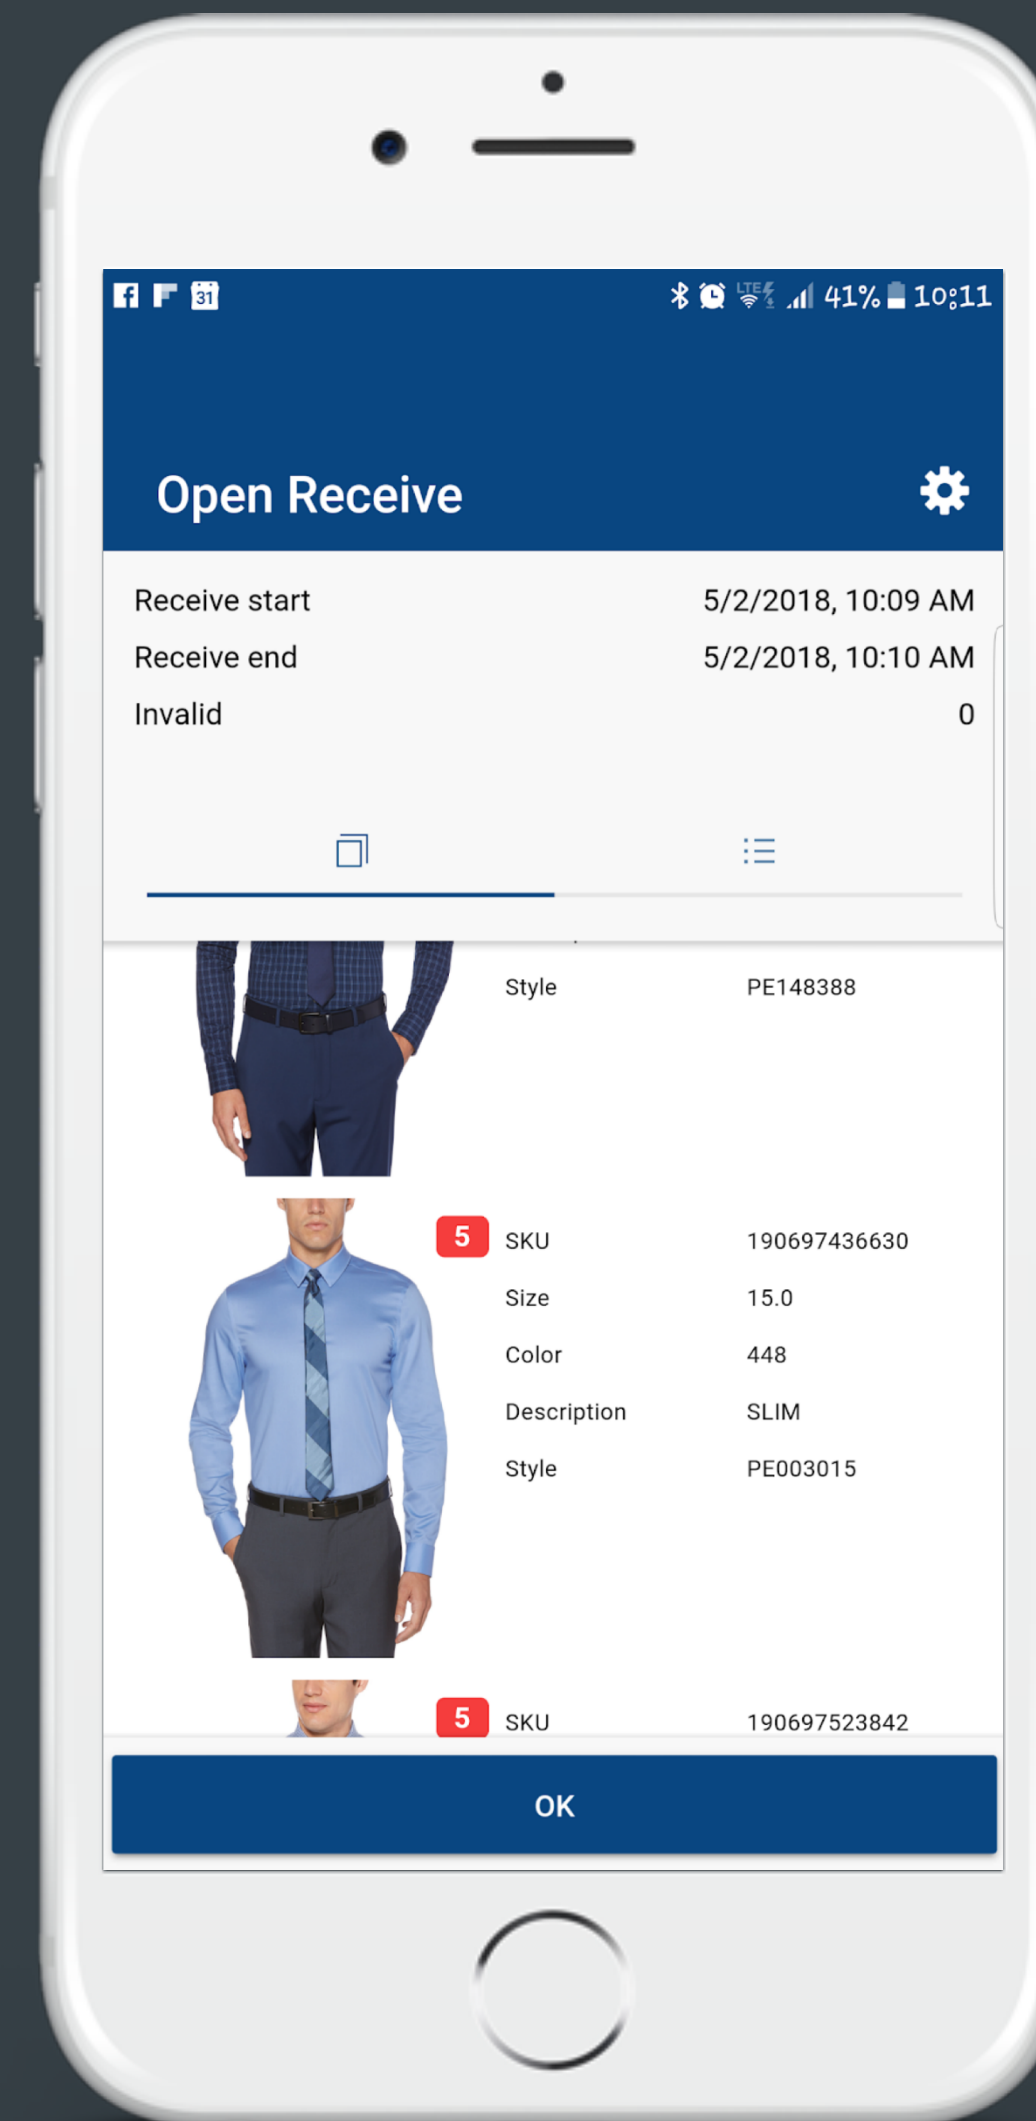 31 LTE 41% 10:11
Open Receive
Receive start 5/2/2018, 10:09 AM
Receive end 5/2/2018, 10:10 AM
Invalid 0
Style PE148388
5 SKU 190697436630
Size 15.0
Color 448
Description SLIM
Style PE003015
5 SKU 190697523842
OK